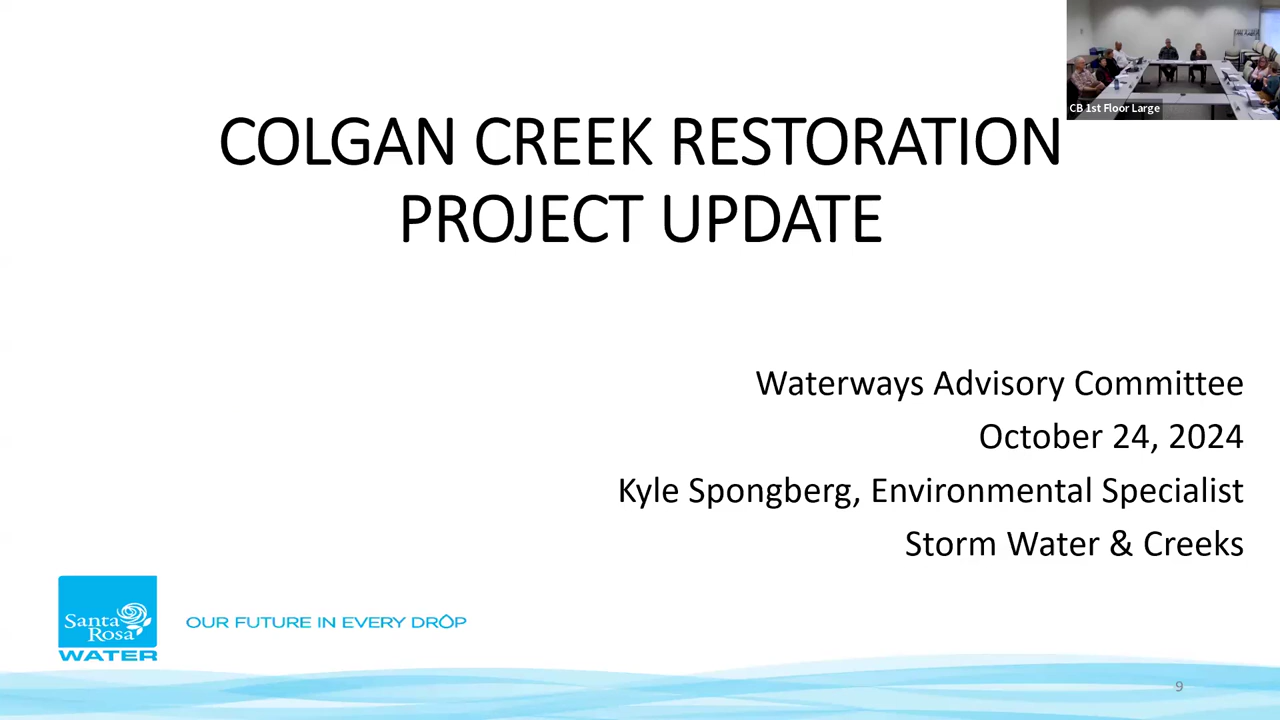 CB 1st Floor Large
COLGAN CREEK RESTORATION
PROJECT UPDATE
Waterways Advisory Committee
October 24, 2024
Kyle Spongberg, Environmental Specialist
Storm Water & Creeks
Santa
Rosa
WATER
OUR FUTURE IN EVERY DROP
9